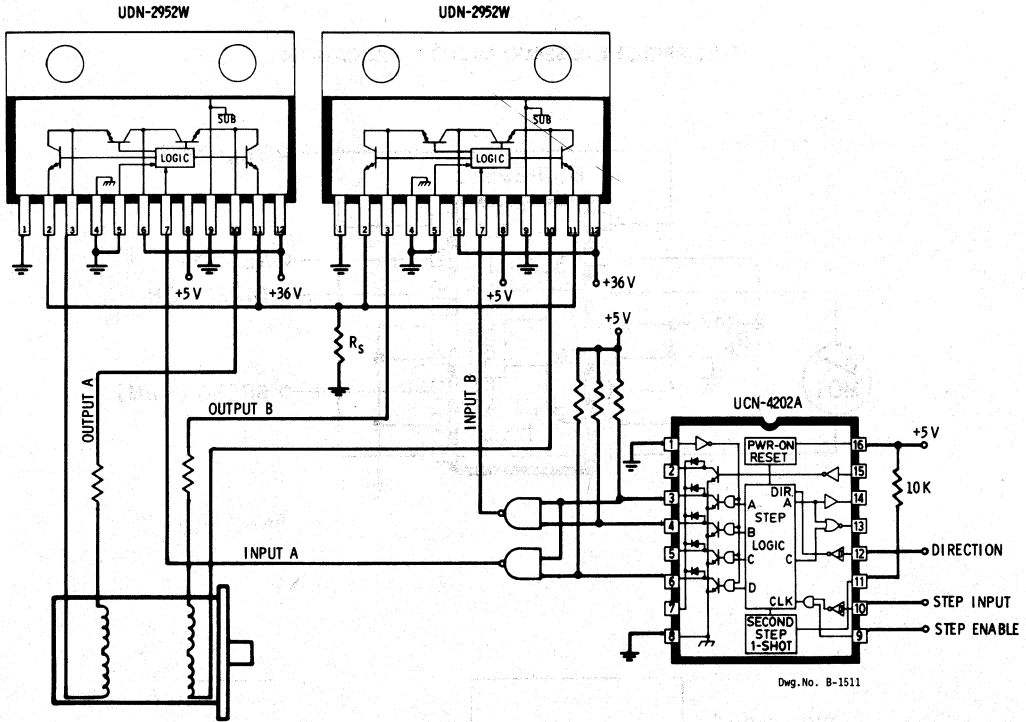 UDN-2952W
UDN-2952W
SUB
SUB
LOGIC
LOGIC
1 2 3 4 5 6 7 8 9 10 11 12
1 2 3 4 5 6 7 8 9 10 11 12
+5 V
+36 V
+5 V
+36 V
RS
+5 V
OUTPUT A
OUTPUT B
INPUT B
INPUT A
UCN-4202A
+5 V
10 K
1
2
3
4
5
6
7
8
16
15
14
13
12
11
10
9
PWR-ON
RESET
DIR.
A
A
STEP
B
LOGIC
C
C
D
CLK
SECOND
STEP
1-SHOT
DIRECTION
STEP INPUT
STEP ENABLE
Dwg. No. B-1511